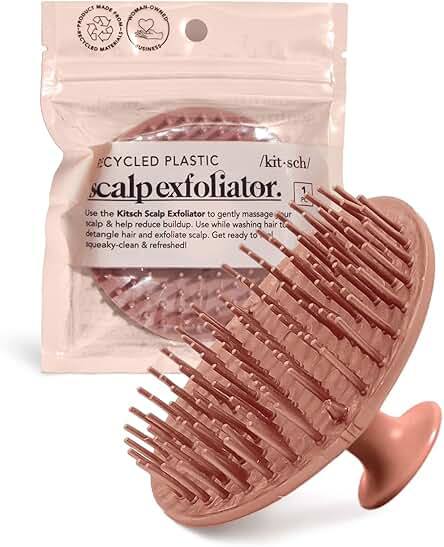 PRODUCT MADE FROM RECYCLED MATERIALS
WOMAN-OWNED BUSINESS
RECYCLED PLASTIC
/kit·sch/
scalp exfoliator.
1
PC
Use the Kitsch Scalp Exfoliator to gently massage your
scalp & help reduce buildup. Use while washing hair to
detangle hair and exfoliate scalp. Get ready to
squeaky-clean & refreshed!